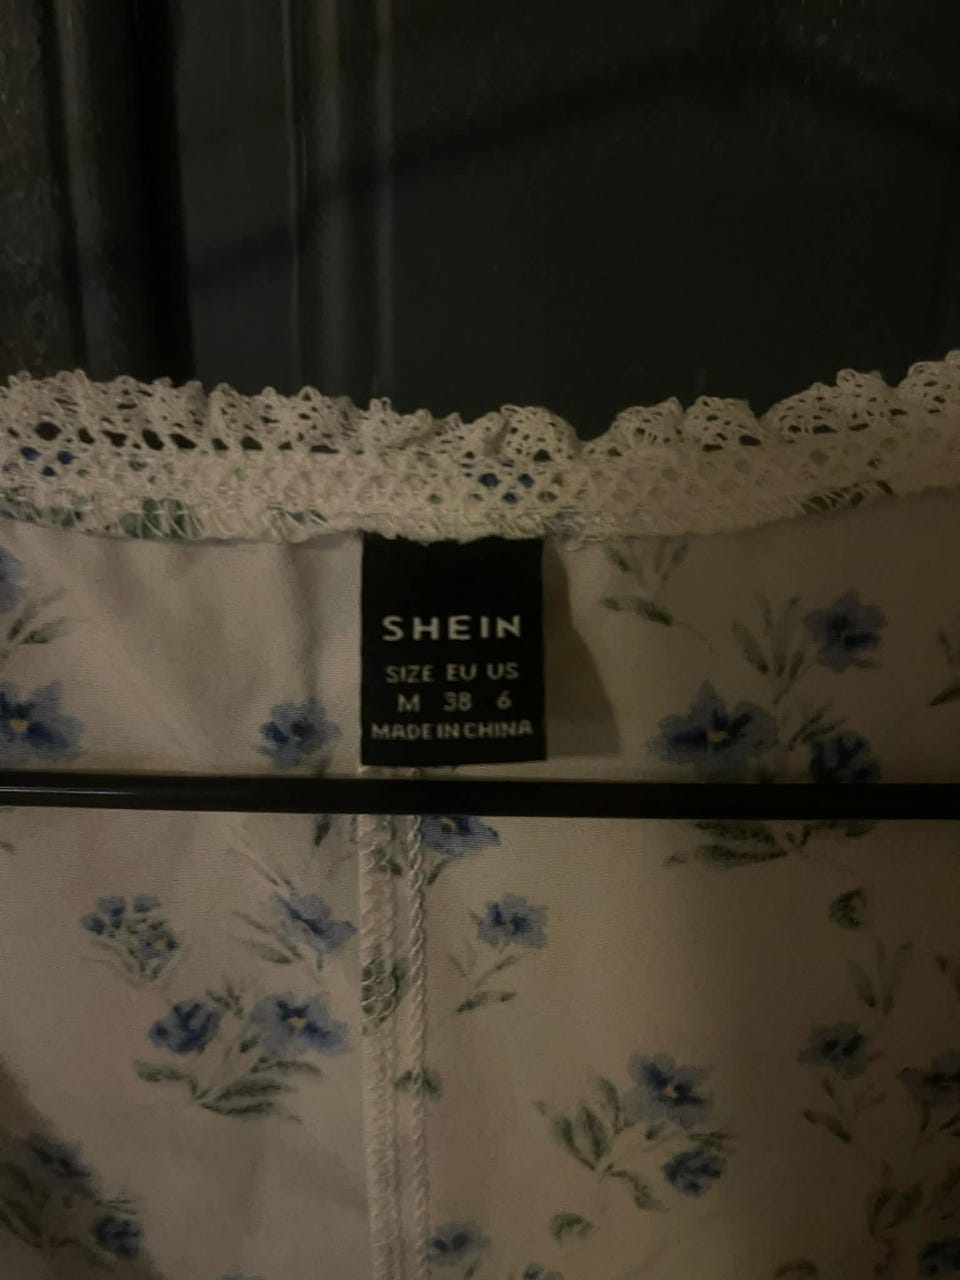 SHEIN
SIZE EU US
M 38 6
MADE IN CHINA